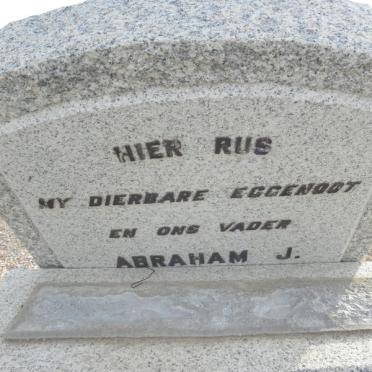 HIER RUS
MY DIERBARE EGGENOOT
EN ONS VADER
ABRAHAM J.